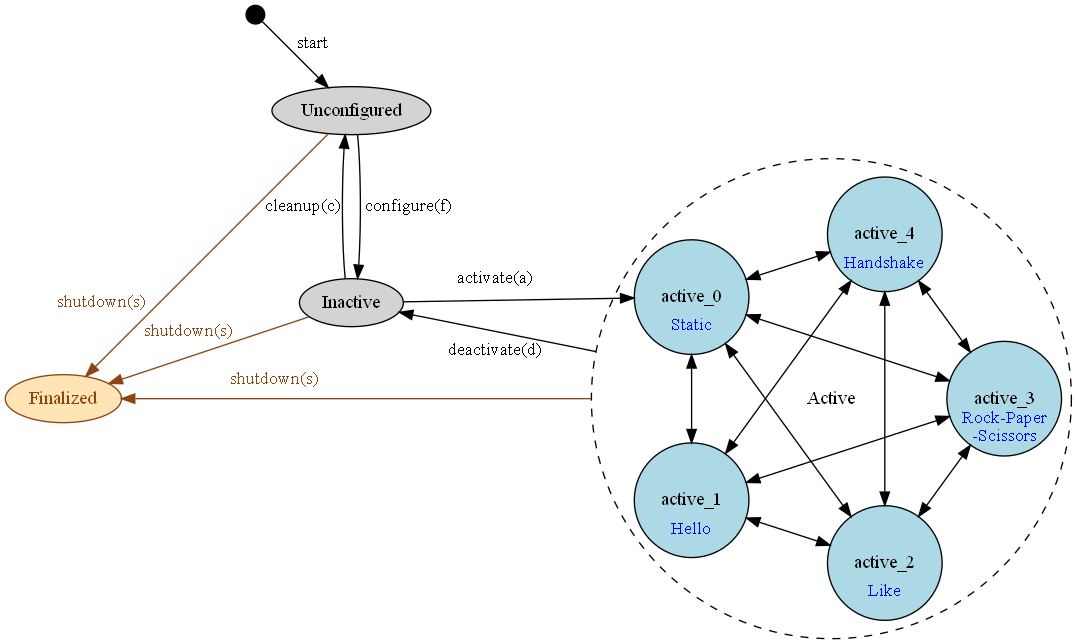 start
Unconfigured
cleanup(c)
configure(f)
active_4
Handshake
activate(a)
active_0
Static
shutdown(s)
Inactive
shutdown(s)
deactivate(d)
shutdown(s)
Finalized
Active
active_3
Rock-Paper
-Scissors
active_1
Hello
active_2
Like